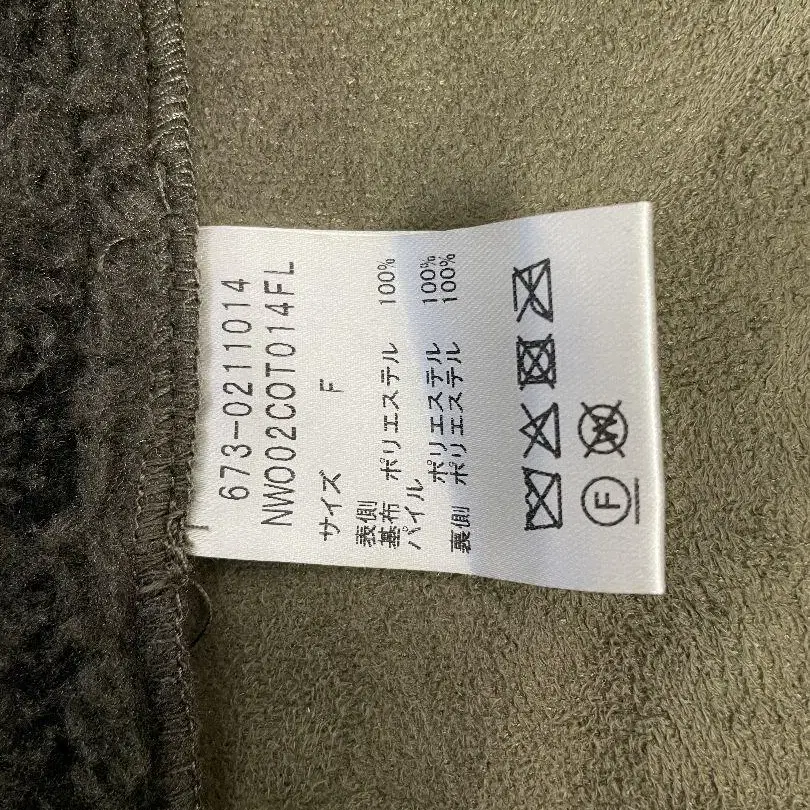 673-0211014
NWO02COT014FL
サイズ F
表側
基布 ポリエステル 100%
パイル
ポリエステル 100%
裏側 ポリエステル 100%
F
W